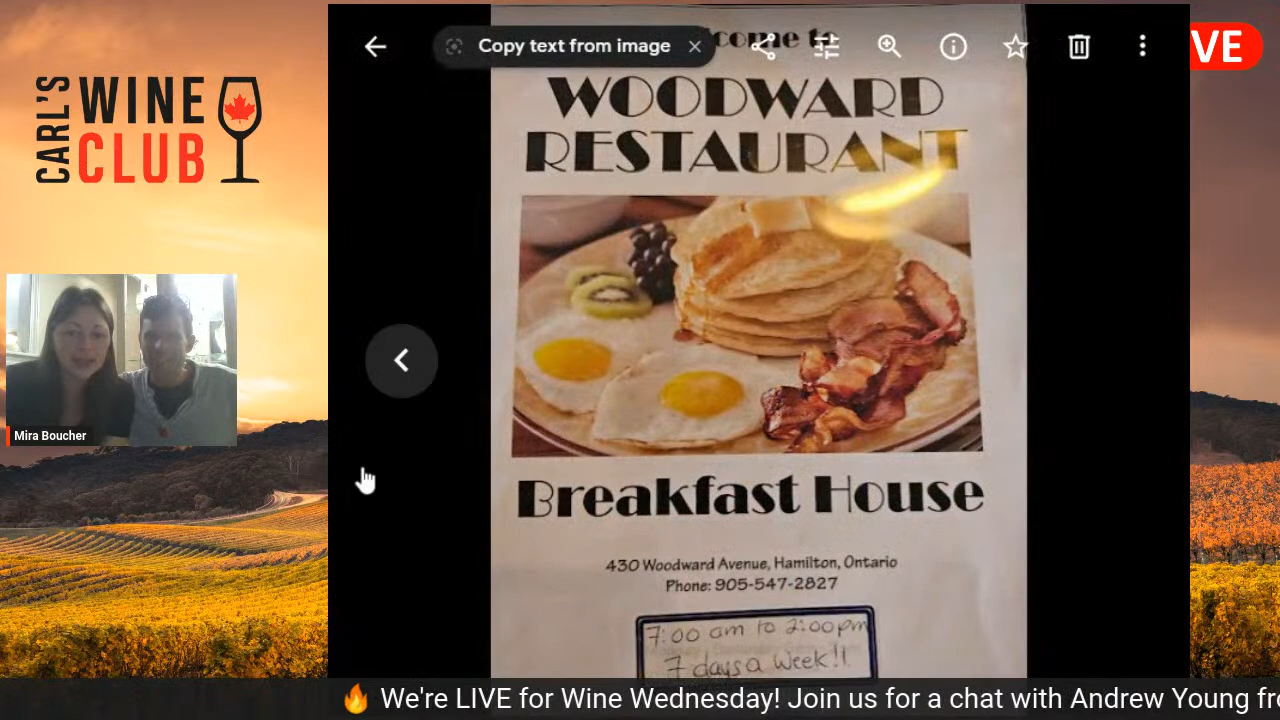 CARL'S
WINE
CLUB
Copy text from image
VE
WOODWARD
RESTAURANT
Breakfast House
430 Woodward Avenue, Hamilton, Ontario
Phone: 905-547-2827
7:00 am to 2:00pm
7 days a week!!
Mira Boucher
🔥 We're LIVE for Wine Wednesday! Join us for a chat with Andrew Young fr